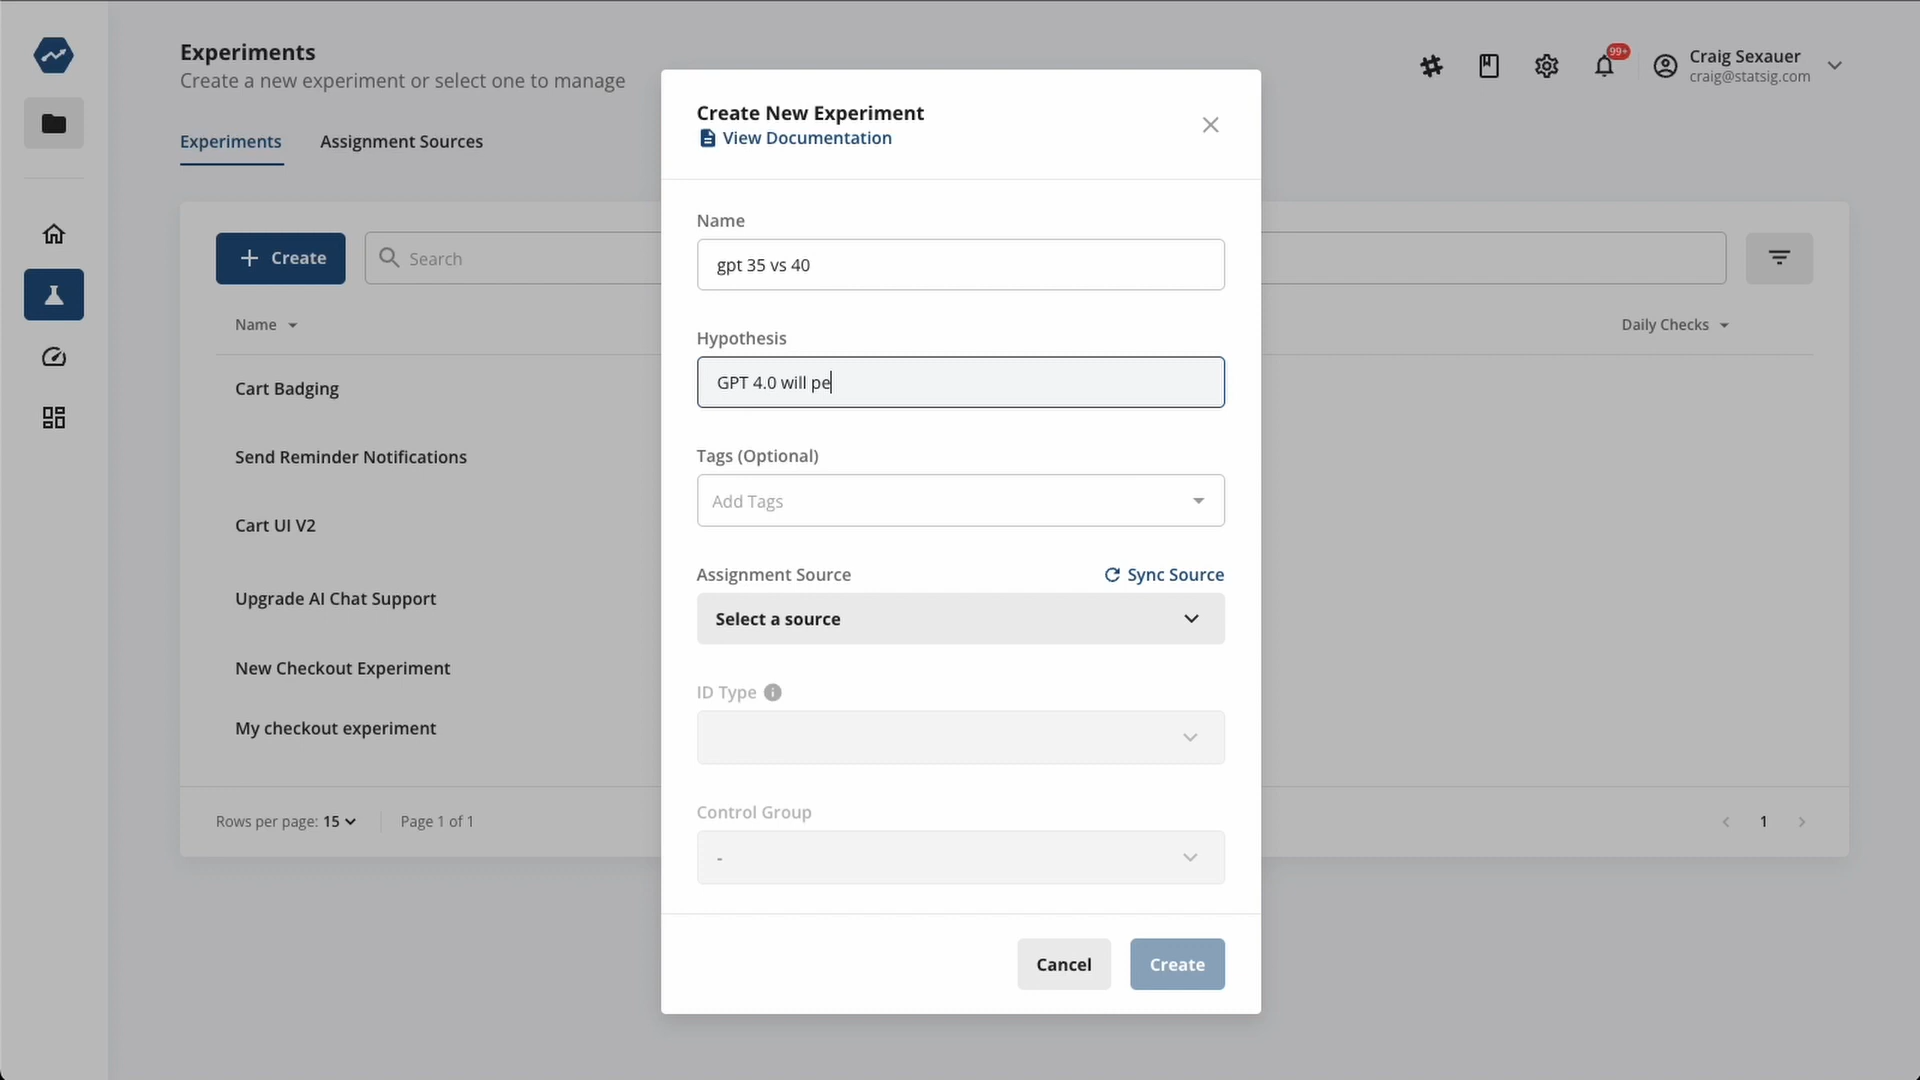 Experiments
Create a new experiment or select one to manage
99+
Craig Sexauer
craig@statsig.com
Experiments
Assignment Sources
Create
Search
Name
Daily Checks
Cart Badging
Send Reminder Notifications
Cart UI V2
Upgrade AI Chat Support
New Checkout Experiment
My checkout experiment
Rows per page: 15
Page 1 of 1
1
Create New Experiment
View Documentation
Name
gpt 35 vs 40
Hypothesis
GPT 4.0 will pe
Tags (Optional)
Add Tags
Assignment Source
Sync Source
Select a source
ID Type
Control Group
-
Cancel
Create